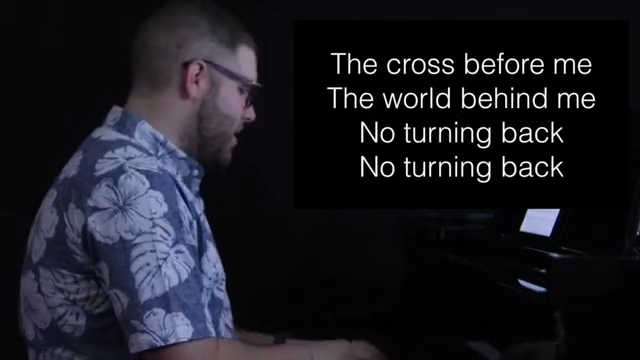 The cross before me
The world behind me
No turning back
No turning back